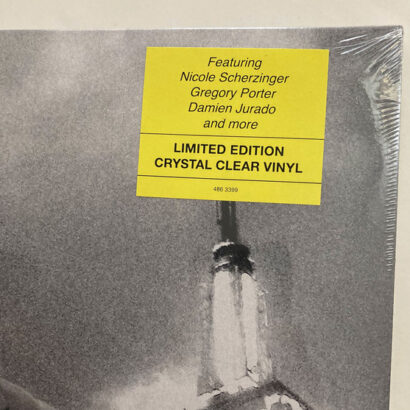 Featuring
Nicole Scherzinger
Gregory Porter
Damien Jurado
and more
LIMITED EDITION
CRYSTAL CLEAR VINYL
486 3399